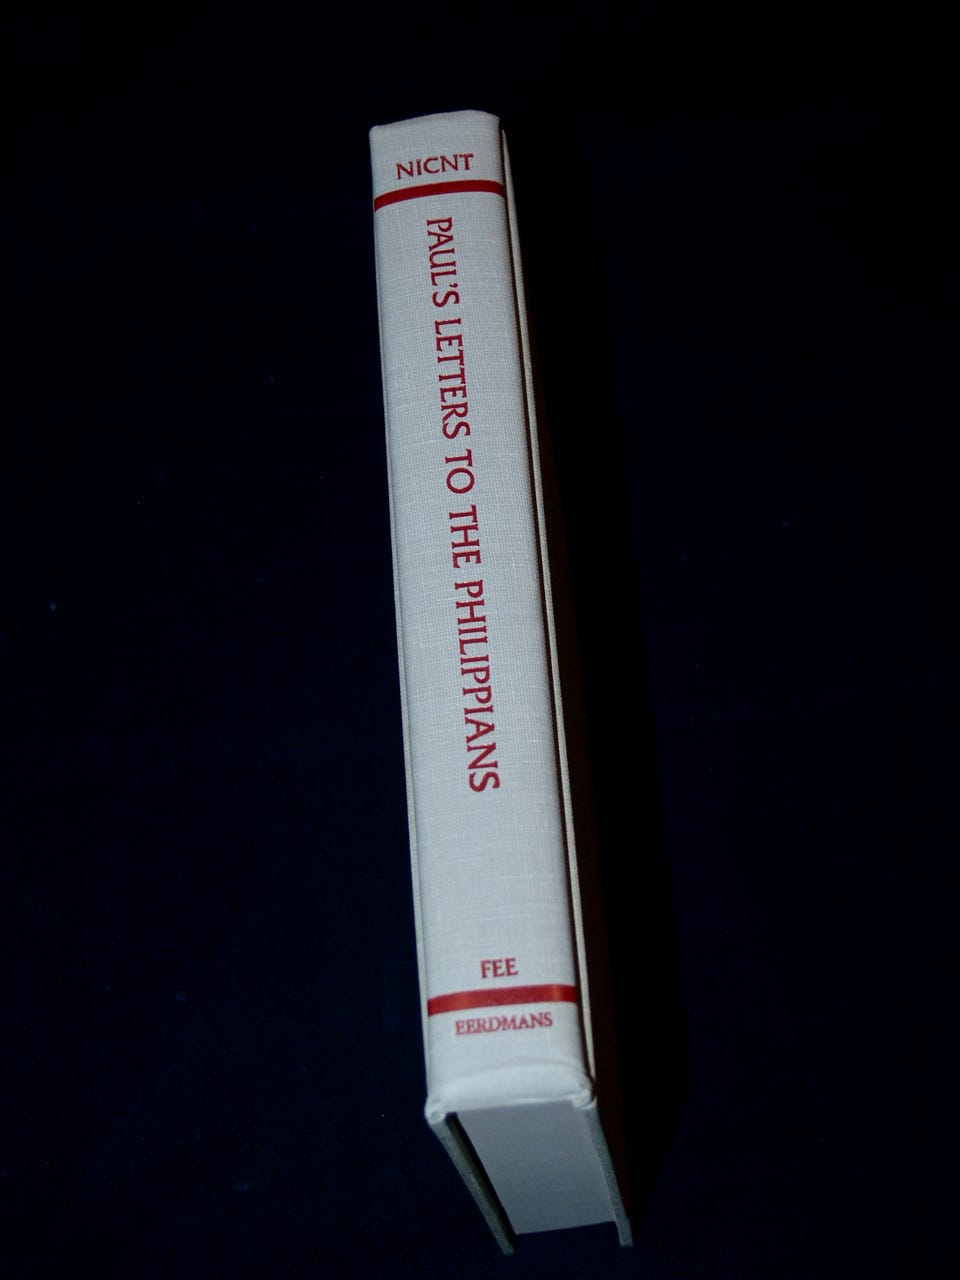 NICNT
PAUL'S LETTERS TO THE PHILIPPIANS
FEE
EERDMANS